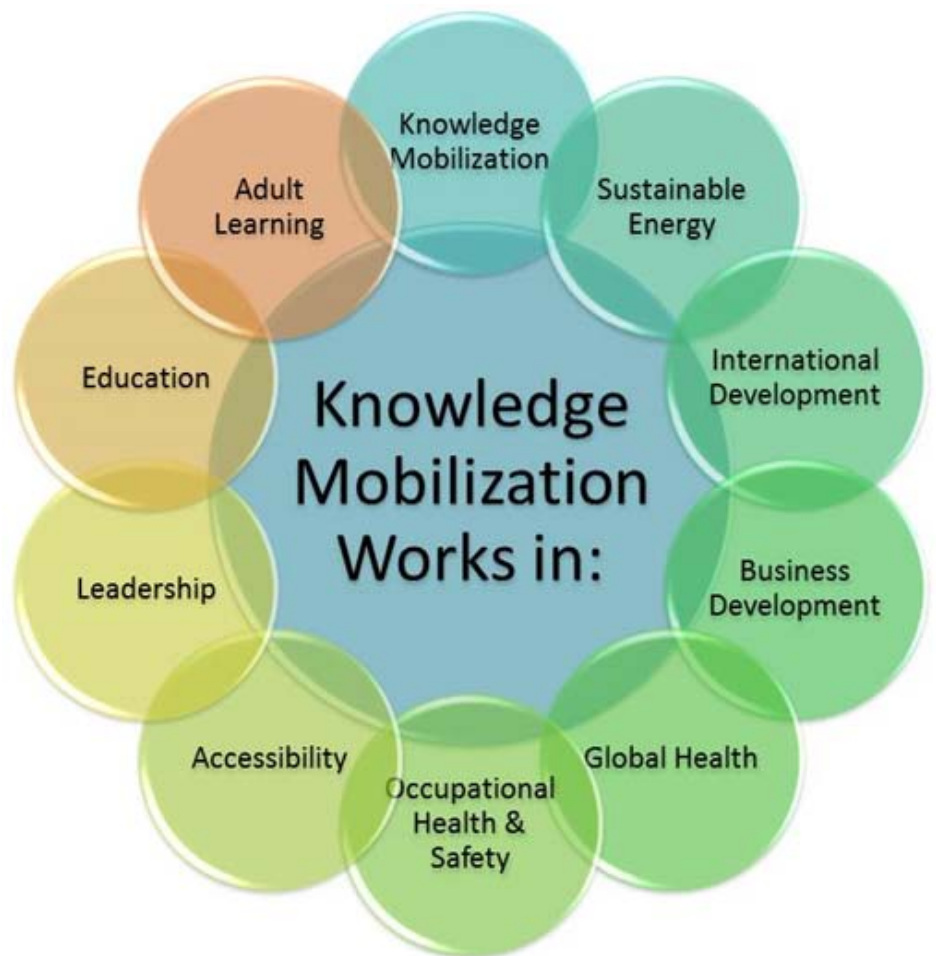 Knowledge
Mobilization
Works in:
Knowledge
Mobilization
Sustainable
Energy
International
Development
Business
Development
Global Health
Occupational
Health &
Safety
Accessibility
Leadership
Education
Adult
Learning